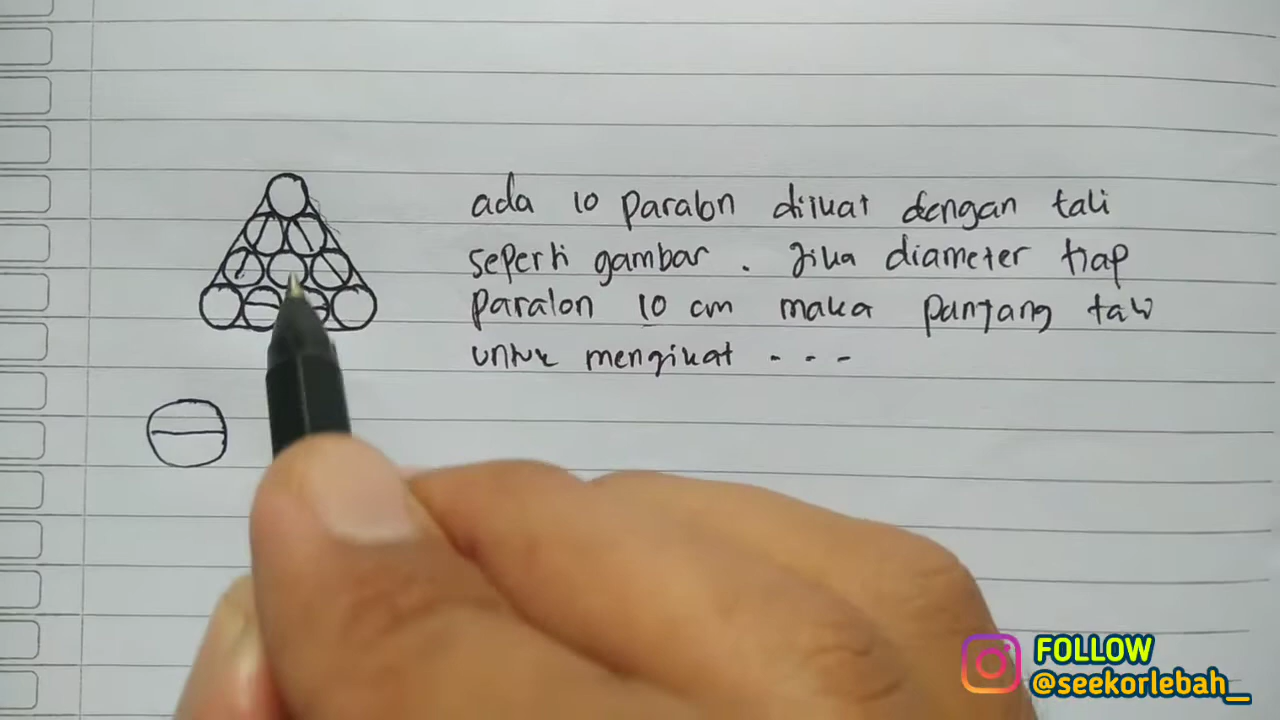 ada 10 paralon diikat dengan tali
seperti gambar. Jika diameter tiap
paralon 10 cm maka panjang tali
untuk mengikat ...
FOLLOW
@seekorlebah_